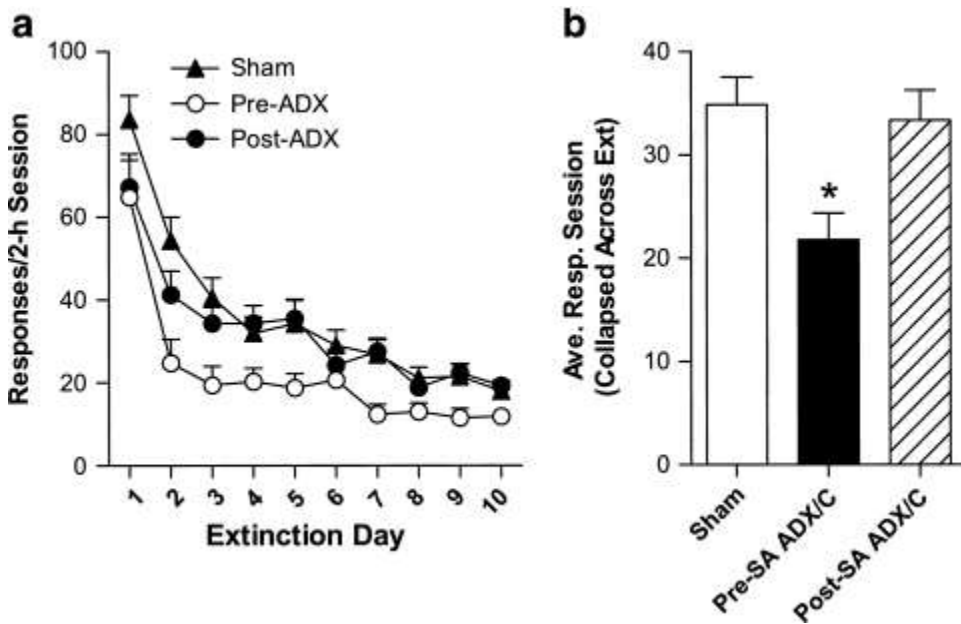 a
b
100
80
60
40
20
0
Responses/2-h Session
Sham
Pre-ADX
Post-ADX
1
2
3
4
5
6
7
8
9
10
Extinction Day
40
30
20
10
0
Ave. Resp. Session
(Collapsed Across Ext)
*
Sham
Pre-SA ADX/C
Post-SA ADX/C